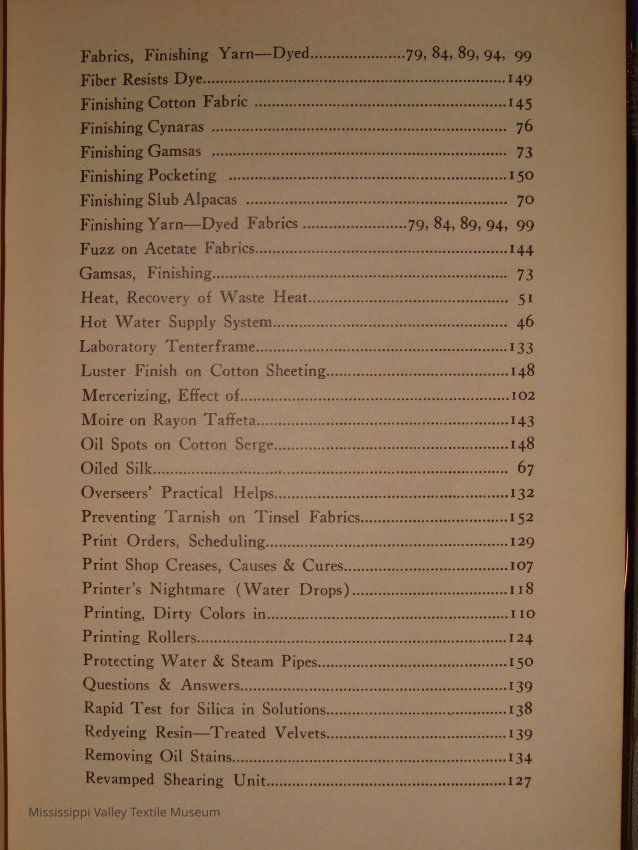 Fabrics, Finishing Yarn—Dyed........................79, 84, 89, 94, 99
Fiber Resists Dye............................................................149
Finishing Cotton Fabric ..................................................145
Finishing Cynaras .......................................................... 76
Finishing Gamsas .......................................................... 73
Finishing Pocketing .......................................................150
Finishing Slub Alpacas .................................................... 70
Finishing Yarn—Dyed Fabrics ........................79, 84, 89, 94, 99
Fuzz on Acetate Fabrics..................................................144
Gamsas, Finishing.......................................................... 73
Heat, Recovery of Waste Heat........................................ 51
Hot Water Supply System............................................... 46
Laboratory Tenterframe..................................................133
Luster Finish on Cotton Sheeting....................................148
Mercerizing, Effect of.....................................................102
Moire on Rayon Taffeta..................................................143
Oil Spots on Cotton Serge...............................................148
Oiled Silk...................................................................... 67
Overseers' Practical Helps...............................................132
Preventing Tarnish on Tinsel Fabrics..............................152
Print Orders, Scheduling.................................................129
Print Shop Creases, Causes & Cures.................................107
Printer's Nightmare (Water Drops)................................118
Printing, Dirty Colors in................................................110
Printing Rollers..............................................................124
Protecting Water & Steam Pipes......................................150
Questions & Answers......................................................139
Rapid Test for Silica in Solutions....................................138
Redyeing Resin—Treated Velvets....................................139
Removing Oil Stains.......................................................134
Revamped Shearing Unit................................................127
Mississippi Valley Textile Museum